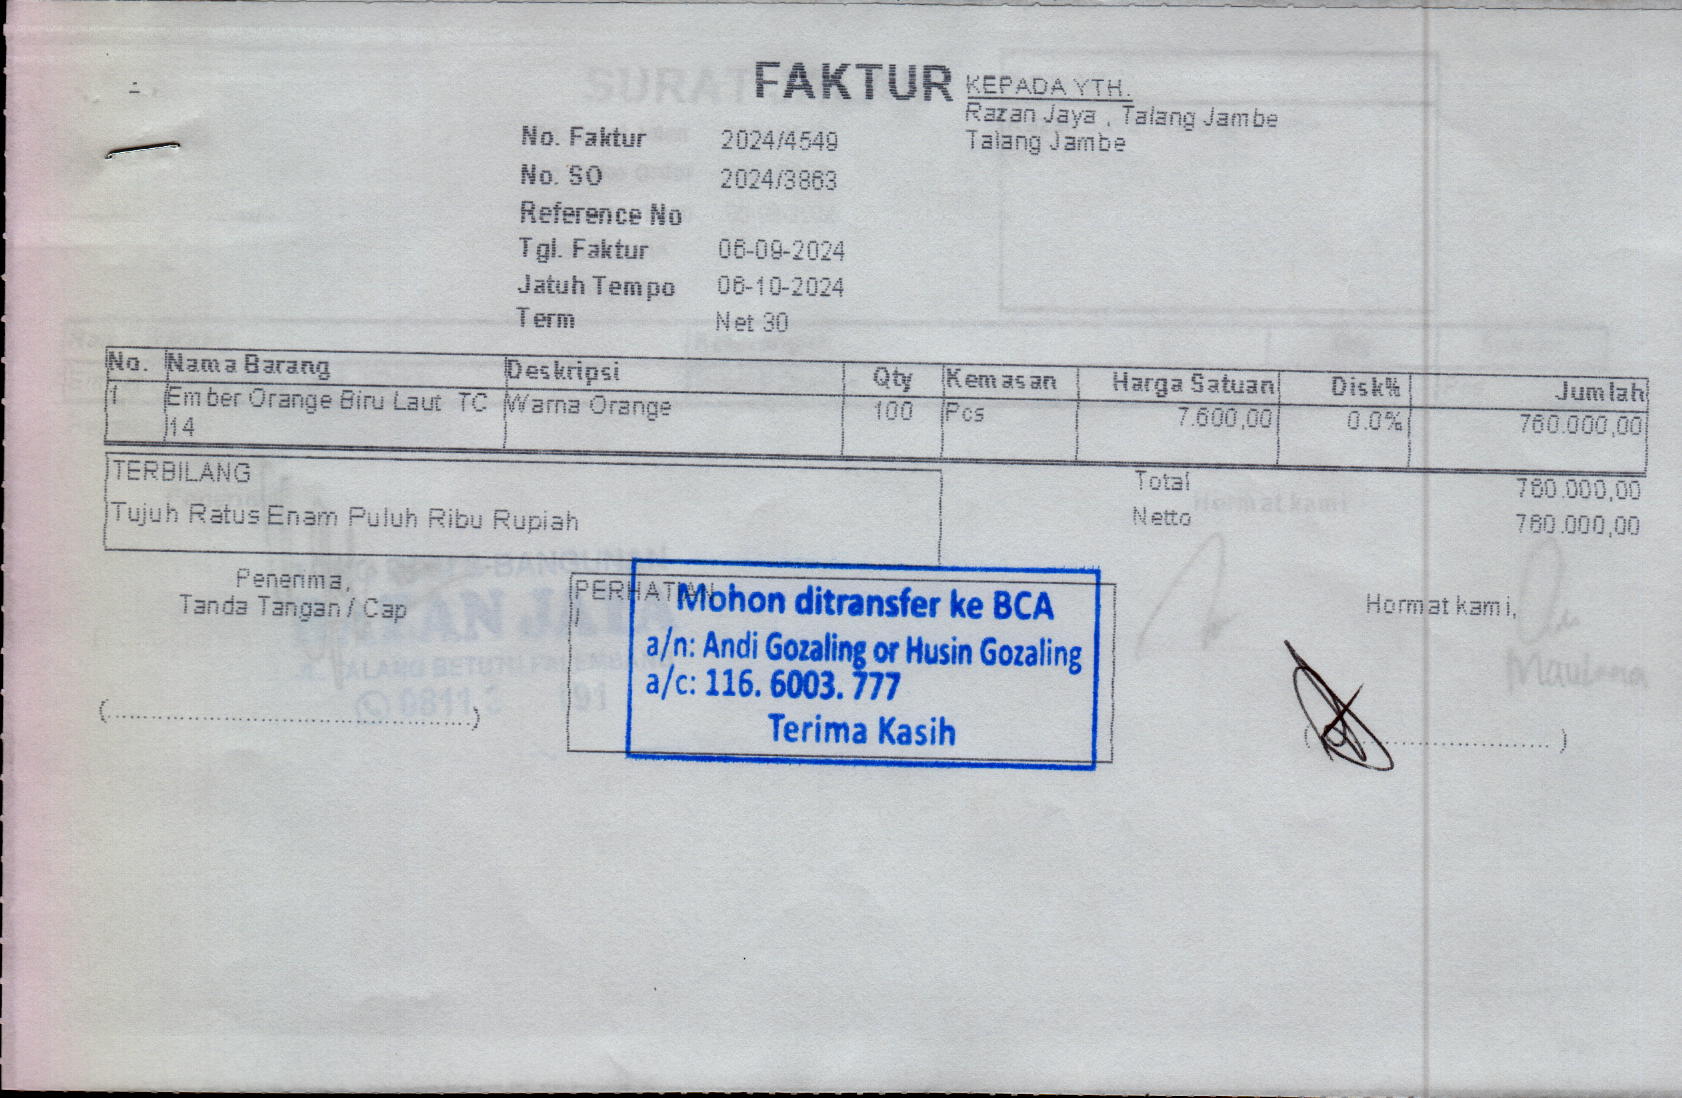 FAKTUR
KEPADA YTH.
Razan Jaya , Talang Jambe
Talang Jambe
No. Faktur 2024/4549
No. SO 2024/3863
Reference No
Tgl. Faktur 06-09-2024
Jatuh Tempo 06-10-2024
Term Net 30
No. Nama Barang Deskripsi Qty Kemasan Harga Satuan Disk% Jumlah
1 Ember Orange Biru Laut TC Warna Orange 100 Pcs 7.600,00 0.0% 760.000,00
14
TERBILANG
Tujuh Ratus Enam Puluh Ribu Rupiah
Total 760.000,00
Netto 760.000,00
Penerima,
Tanda Tangan / Cap
(............................................)
PERHATIAN
!
Mohon ditransfer ke BCA
a/n: Andi Gozaling or Husin Gozaling
a/c: 116. 6003. 777
Terima Kasih
Hormat kami,
(............................... )